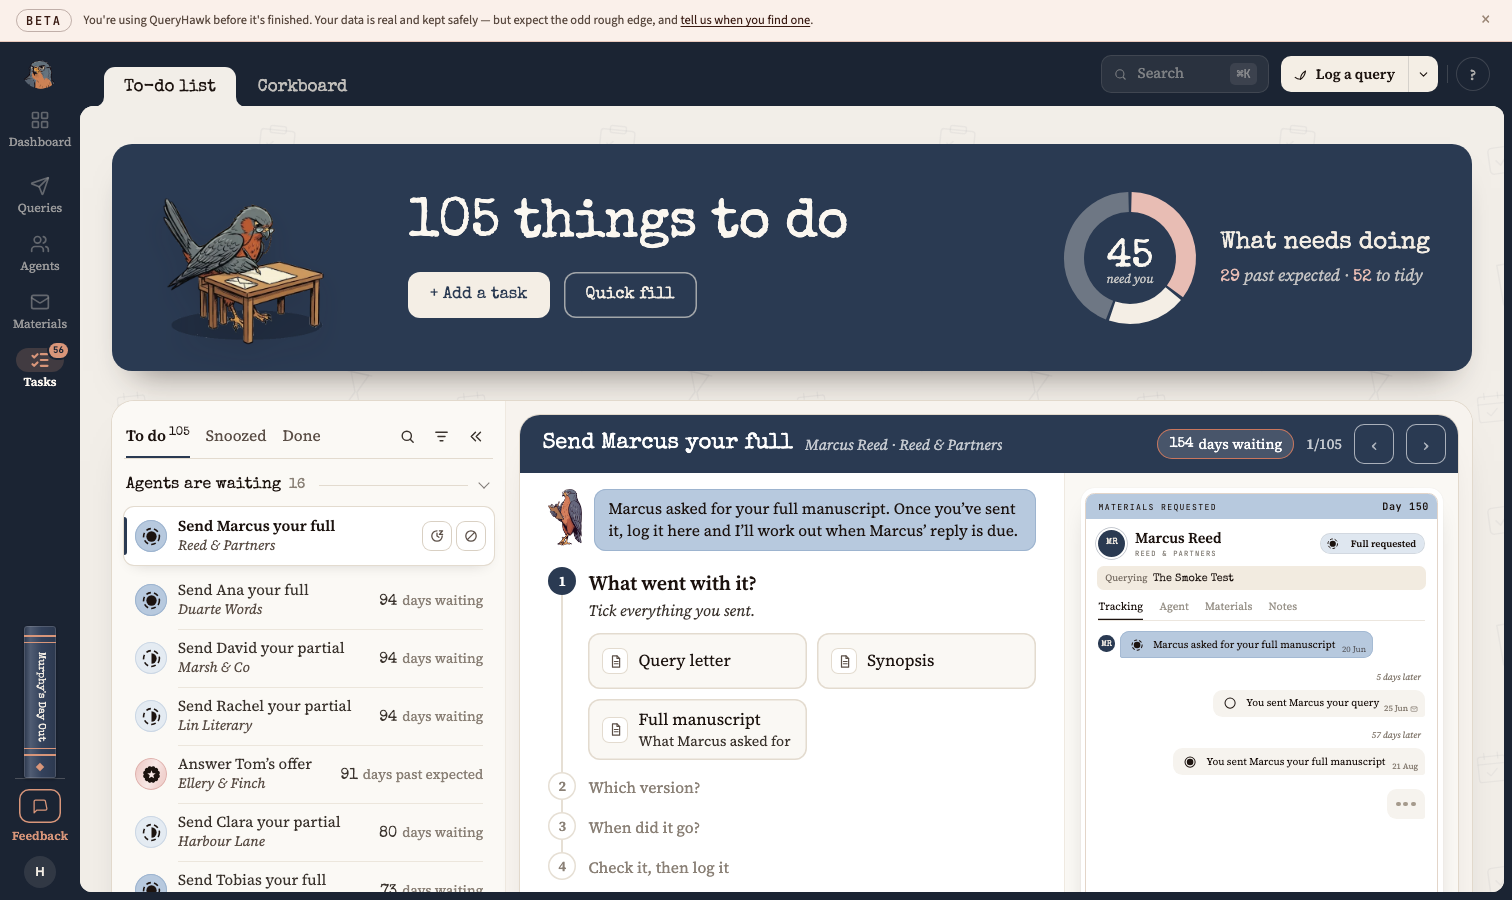 BETA
You're using QueryHawk before it's finished. Your data is real and kept safely — but expect the odd rough edge, and tell us when you find one.
×
To-do list
Corkboard
Search
⌘K
Log a query
?
Dashboard
Queries
Agents
Materials
56
Tasks
Murphy's Day Out
Feedback
H
105 things to do
+ Add a task
Quick fill
45
need you
What needs doing
29 past expected · 52 to tidy
To do 105
Snoozed
Done
Agents are waiting 16
Send Marcus your full
Reed & Partners
Send Ana your full
Duarte Words
94 days waiting
Send David your partial
Marsh & Co
94 days waiting
Send Rachel your partial
Lin Literary
94 days waiting
Answer Tom's offer
Ellery & Finch
91 days past expected
Send Clara your partial
Harbour Lane
80 days waiting
Send Tobias your full
73 days waiting
Send Marcus your full
Marcus Reed · Reed & Partners
154 days waiting
1/105
‹
›
Marcus asked for your full manuscript. Once you've sent
it, log it here and I'll work out when Marcus' reply is due.
1
What went with it?
Tick everything you sent.
Query letter
Synopsis
Full manuscript
What Marcus asked for
2
Which version?
3
When did it go?
4
Check it, then log it
MATERIALS REQUESTED
Day 150
MR
Marcus Reed
REED & PARTNERS
Full requested
Querying The Smoke Test
Tracking
Agent
Materials
Notes
MR
Marcus asked for your full manuscript
20 Jun
5 days later
You sent Marcus your query
25 Jun
57 days later
You sent Marcus your full manuscript
21 Aug